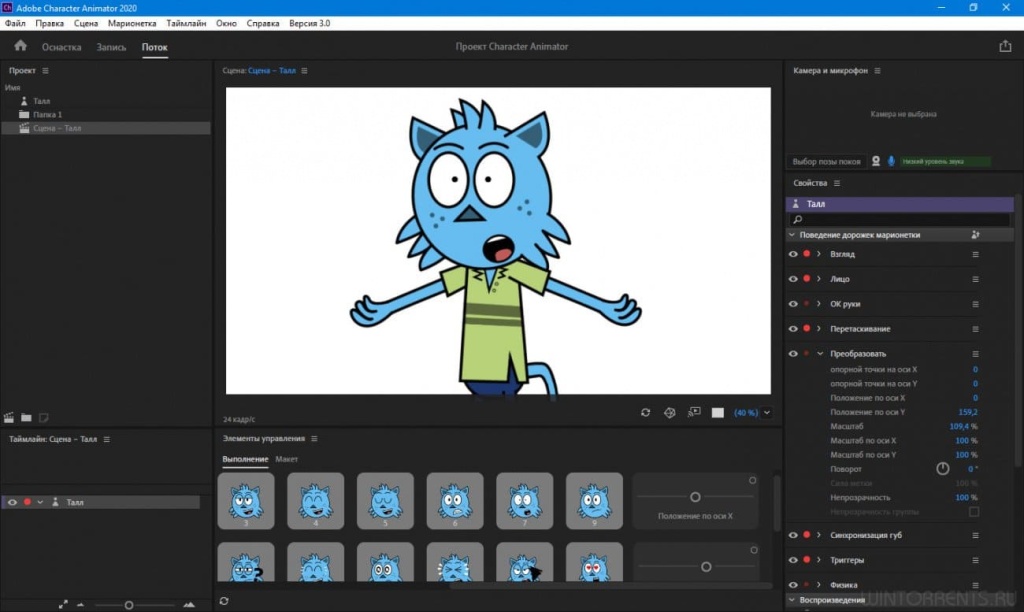 Ch Adobe Character Animator 2020
Файл Правка Сцена Марионетка Таймлайн Окно Справка Версия 3.0
Оснастка Запись Поток Проект Character Animator
Проект
Имя
Талл
Папка 1
Сцена – Талл
Сцена: Сцена – Талл
24 кадр/с
(40 %)
Таймлайн: Сцена – Талл
Талл
Элементы управления
Выполнение Макет
3 4 5 6 7 9
Положение по оси X
Камера и микрофон
Камера не выбрана
Выбор позы покоя Низкий уровень звука
Свойства
Талл
Поведение дорожек марионетки
Взгляд
Лицо
ОК руки
Перетаскивание
Преобразовать
опорной точки на оси X 0
опорной точки на оси Y 0
Положение по оси X 0
Положение по оси Y 159,2
Масштаб 109,4 %
Масштаб по оси X 100 %
Масштаб по оси Y 100 %
Поворот 0 °
Сила метки 100 %
Непрозрачность 100 %
Непрозрачность группы
Синхронизация губ
Триггеры
Физика
Воспроизведения
WINTORRENTS.RU